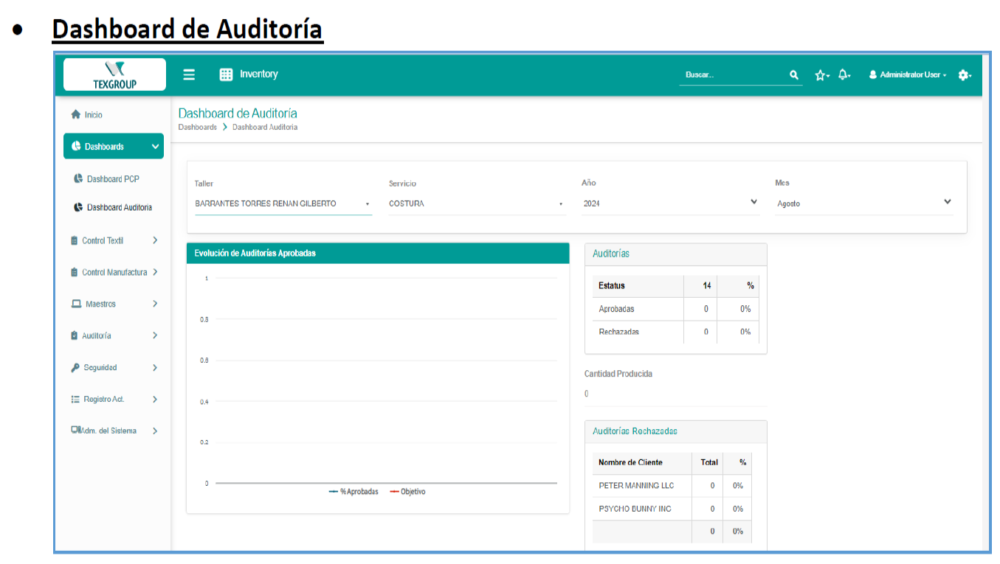 • Dashboard de Auditoría
TEXGROUP
Inventory
Buscar...
Administrator User
Inicio
Dashboards
Dashboard PCP
Dashboard Auditoria
Control Textil
Control Manufactura
Maestros
Auditoría
Seguridad
Registro Act.
Adm. del Sistema
Dashboard de Auditoría
Dashboards > Dashboard Auditoria
Taller Servicio Año Mes
BARRANTES TORRES RENAN GILBERTO COSTURA 2024 Agosto
Evolución de Auditorías Aprobadas
1
0.8
0.6
0.4
0.2
0
% Aprobadas Objetivo
Auditorías
Estatus 14 %
Aprobadas 0 0%
Rechazadas 0 0%
Cantidad Producida
0
Auditorías Rechazadas
Nombre de Cliente Total %
PETER MANNING LLC 0 0%
PSYCHO BUNNY INC 0 0%
0 0%